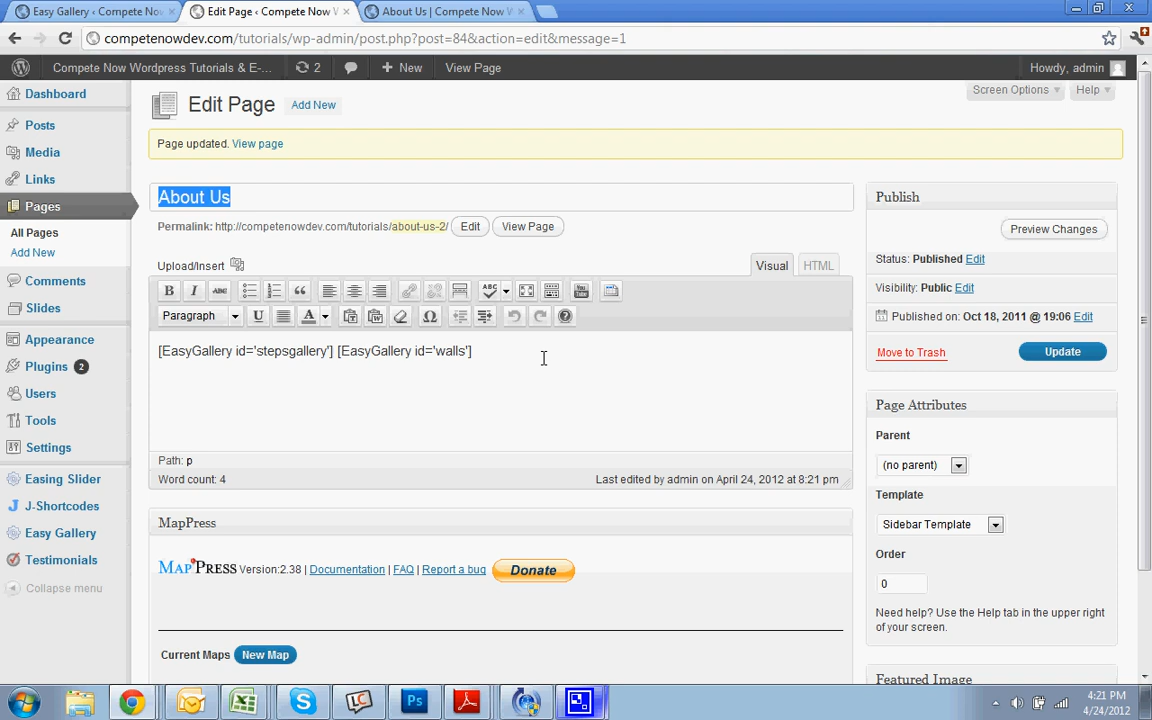 Easy Gallery ‹ Compete Now
Edit Page ‹ Compete Now W
About Us | Compete Now W
competenowdev.com/tutorials/wp-admin/post.php?post=84&action=edit&message=1
Compete Now Wordpress Tutorials & E-... 2 New View Page Howdy, admin
Dashboard
Posts
Media
Links
Pages
All Pages
Add New
Comments
Slides
Appearance
Plugins 2
Users
Tools
Settings
Easing Slider
J-Shortcodes
Easy Gallery
Testimonials
Collapse menu
Screen Options Help
Edit Page Add New
Page updated. View page
About Us
Permalink: http://competenowdev.com/tutorials/about-us-2/ Edit View Page
Upload/Insert Visual HTML
B I ABC ABC You Tube
Paragraph U A
[EasyGallery id='stepsgallery'] [EasyGallery id='walls']
Path: p
Word count: 4 Last edited by admin on April 24, 2012 at 8:21 pm
MapPress
MAPPRESS Version:2.38 | Documentation | FAQ | Report a bug Donate
Current Maps New Map
Publish
Preview Changes
Status: Published Edit
Visibility: Public Edit
Published on: Oct 18, 2011 @ 19:06 Edit
Move to Trash Update
Page Attributes
Parent
(no parent)
Template
Sidebar Template
Order
0
Need help? Use the Help tab in the upper right
of your screen.
Featured Image
4:21 PM
4/24/2012